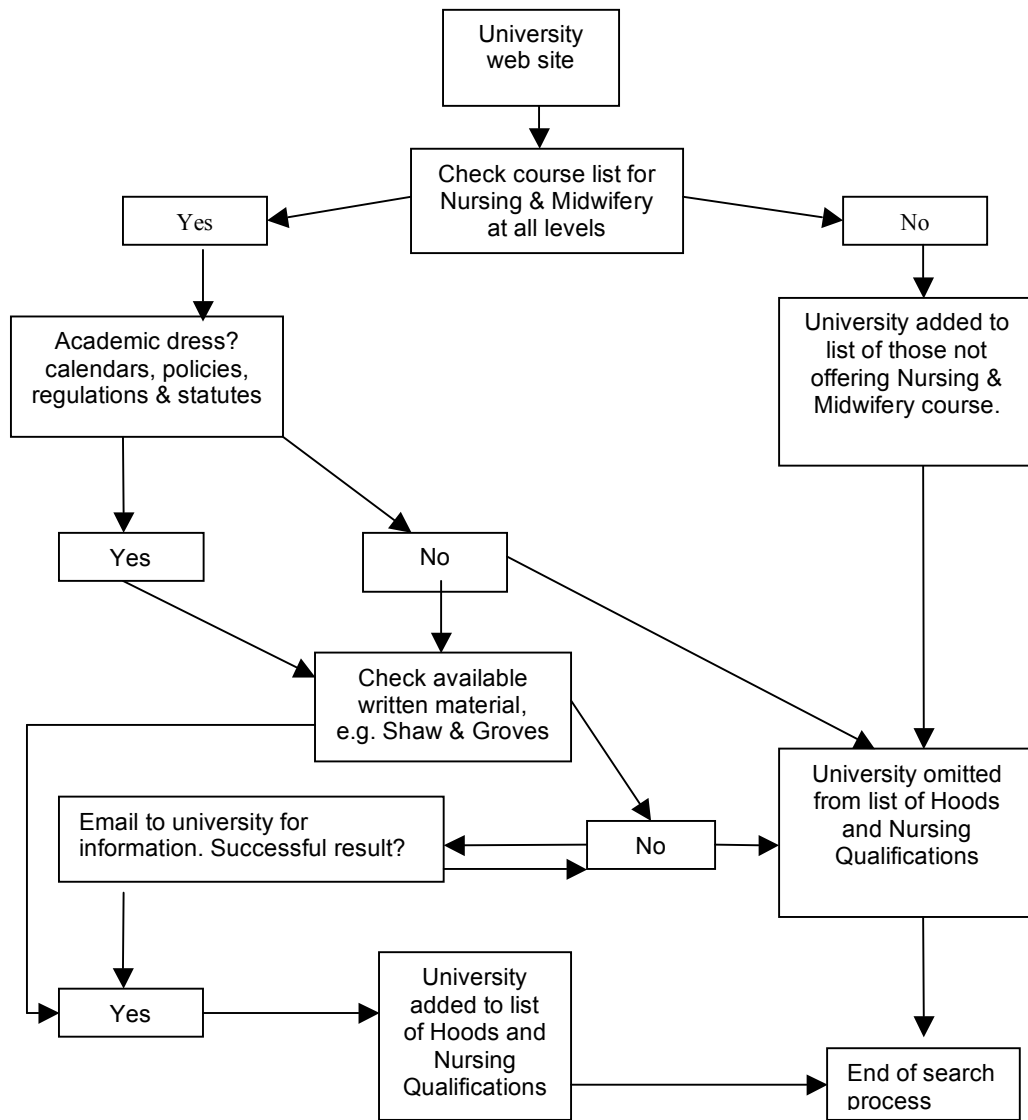 University
web site
Check course list for
Nursing & Midwifery
at all levels
Yes
No
Academic dress?
calendars, policies,
regulations & statutes
University added to
list of those not
offering Nursing &
Midwifery course.
Yes
No
Check available
written material,
e.g. Shaw & Groves
University omitted
from list of Hoods
and Nursing
Qualifications
Email to university for
information. Successful result?
No
Yes
University
added to list
of Hoods and
Nursing
Qualifications
End of search
process